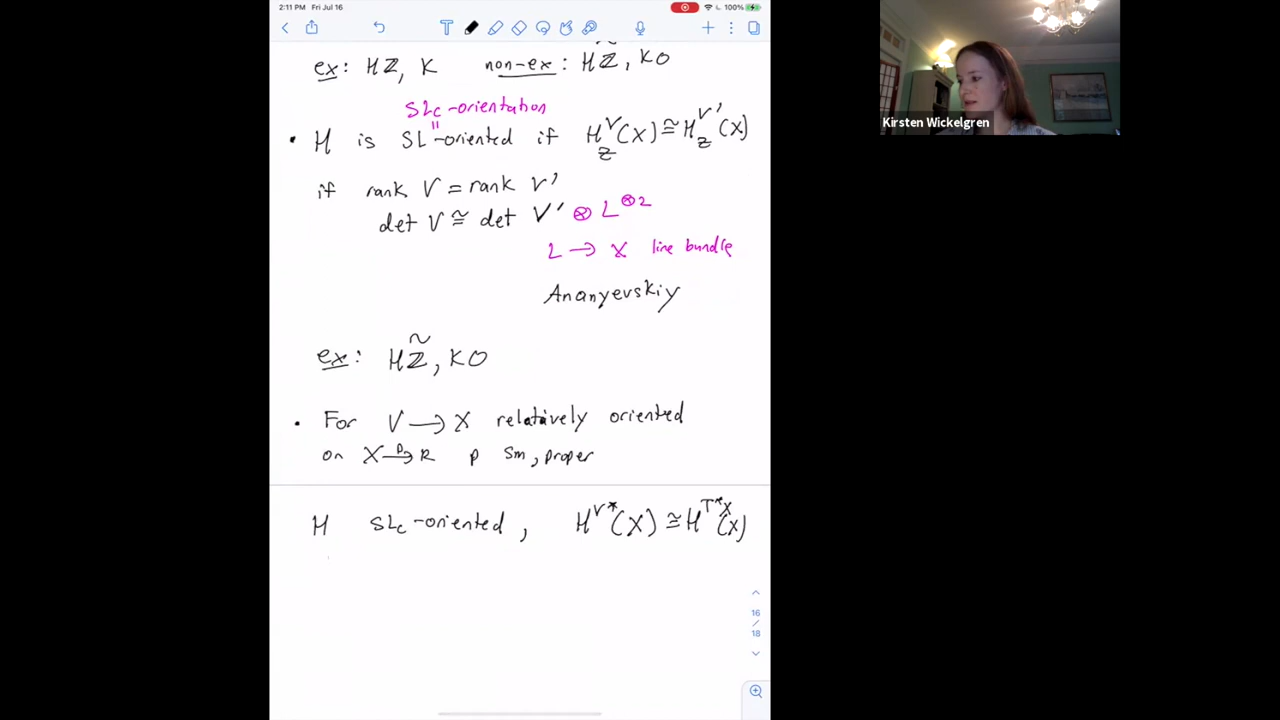 2:11 PM Fri Jul 16
100%
T
ex: HZ, K non-ex: HZ̃, KO
SLc-orientation
"
• H is SL-oriented if H_Z^V(X) ≅ H_Z^{V'}(X)
if rank V = rank V'
det V ≅ det V' ⊗ L^{⊗2}
L → X line bundle
Ananyevskiy
ex: HZ̃, KO
• For V → X relatively oriented
on X →^p R p Sm, proper
H SLc-oriented, H^{V*}(X) ≅ H^{T*X}(X)
16
/
18
Kirsten Wickelgren